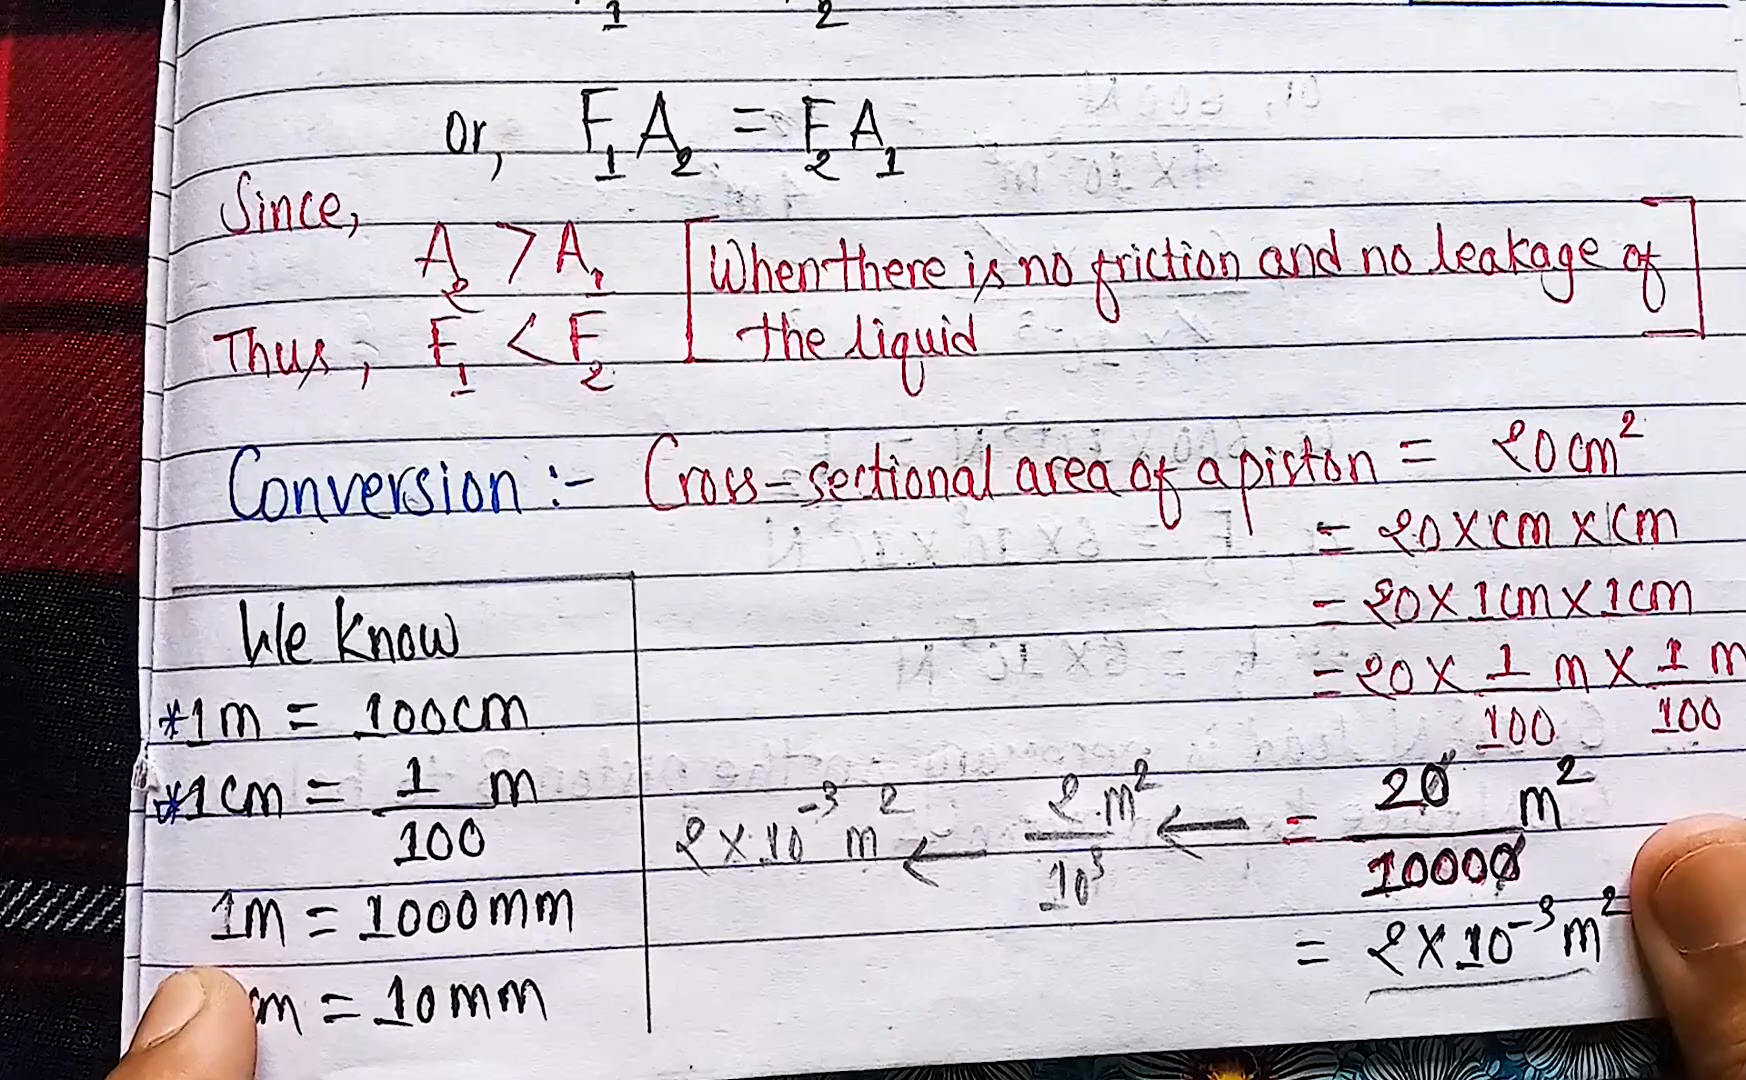 1 2
or, F₁A₂ = F₂A₁
Since,
A₂ > A₁ [When there is no friction and no leakage of
Thus, F₁ < F₂ the liquid]
Conversion :- Cross-sectional area of a piston = 20cm²
= 20 x cm x cm
We know = 20 x 1cm x 1cm
*1m = 100cm = 20 x 1/100 m x 1/100 m
*1cm = 1/100 m 2 x 10⁻³ m² ← 2.m²/10³ ← = 20/10000 m²
1m = 1000mm = 2 x 10⁻³ m²
m = 10mm